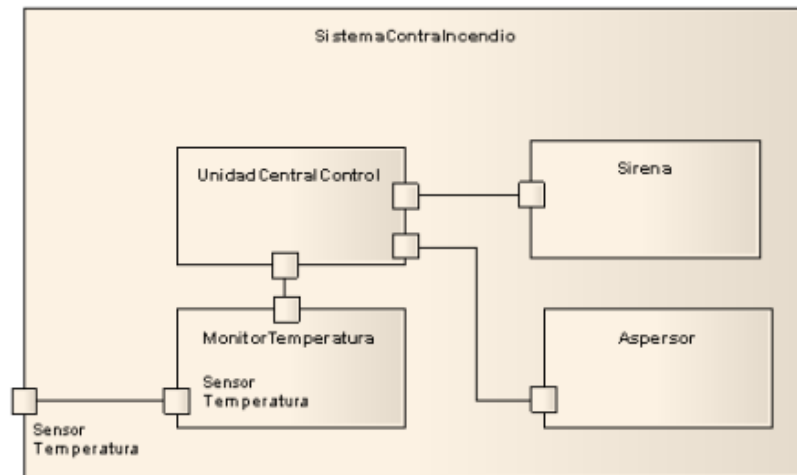 SistemaContraIncendio
UnidadCentralControl
Sirena
MonitorTemperatura
Aspersor
Sensor
Temperatura
Sensor
Temperatura